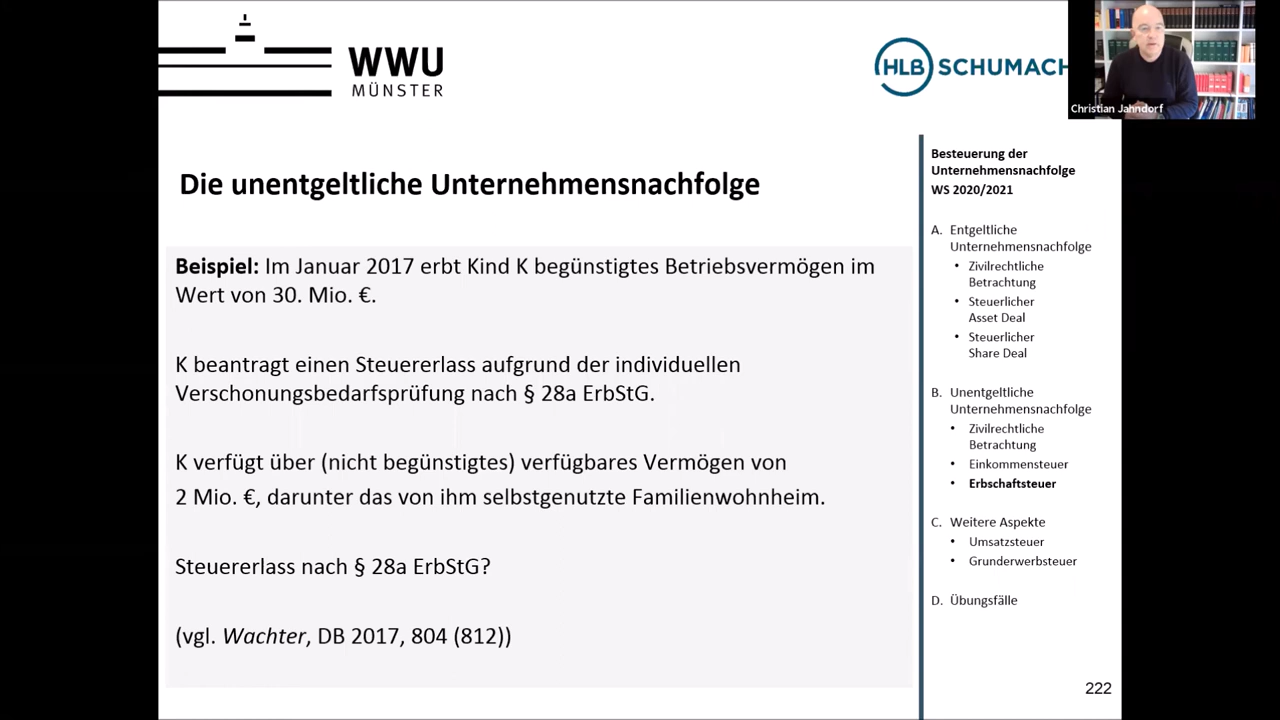 WWU
MÜNSTER
HLB SCHUMACH
Christian Jahndorf
Die unentgeltliche Unternehmensnachfolge
Beispiel: Im Januar 2017 erbt Kind K begünstigtes Betriebsvermögen im
Wert von 30. Mio. €.
K beantragt einen Steuererlass aufgrund der individuellen
Verschonungsbedarfsprüfung nach § 28a ErbStG.
K verfügt über (nicht begünstigtes) verfügbares Vermögen von
2 Mio. €, darunter das von ihm selbstgenutzte Familienwohnheim.
Steuererlass nach § 28a ErbStG?
(vgl. Wachter, DB 2017, 804 (812))
Besteuerung der
Unternehmensnachfolge
WS 2020/2021
A. Entgeltliche
Unternehmensnachfolge
• Zivilrechtliche
Betrachtung
• Steuerlicher
Asset Deal
• Steuerlicher
Share Deal
B. Unentgeltliche
Unternehmensnachfolge
• Zivilrechtliche
Betrachtung
• Einkommensteuer
• Erbschaftsteuer
C. Weitere Aspekte
• Umsatzsteuer
• Grunderwerbsteuer
D. Übungsfälle
222